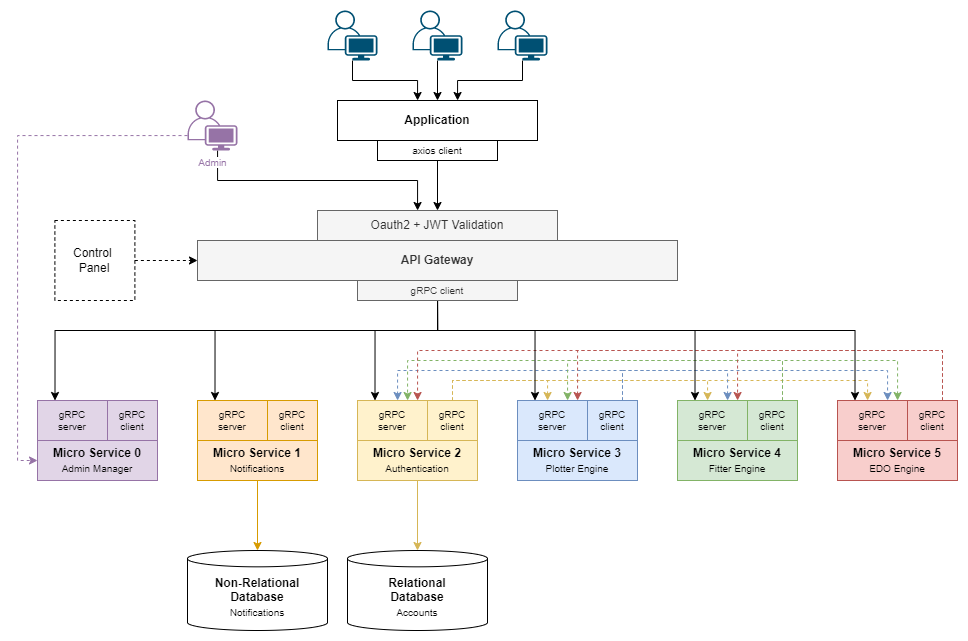 Application
axios client
Admin
Oauth2 + JWT Validation
Control
Panel
API Gateway
gRPC client
gRPC
server
gRPC
client
Micro Service 0
Admin Manager
gRPC
server
gRPC
client
Micro Service 1
Notifications
gRPC
server
gRPC
client
Micro Service 2
Authentication
gRPC
server
gRPC
client
Micro Service 3
Plotter Engine
gRPC
server
gRPC
client
Micro Service 4
Fitter Engine
gRPC
server
gRPC
client
Micro Service 5
EDO Engine
Non-Relational
Database
Notifications
Relational
Database
Accounts